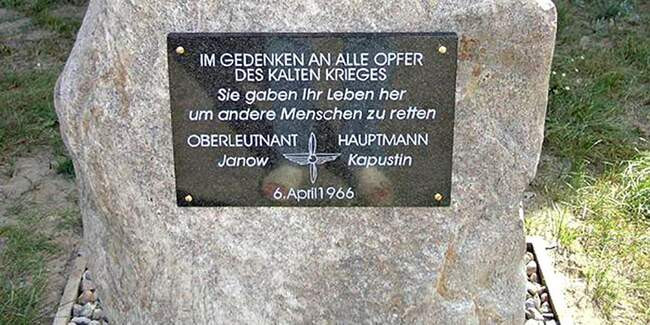 IM GEDENKEN AN ALLE OPFER
DES KALTEN KRIEGES
Sie gaben Ihr Leben her
um andere Menschen zu retten
OBERLEUTNANT HAUPTMANN
Janow Kapustin
6.April1966